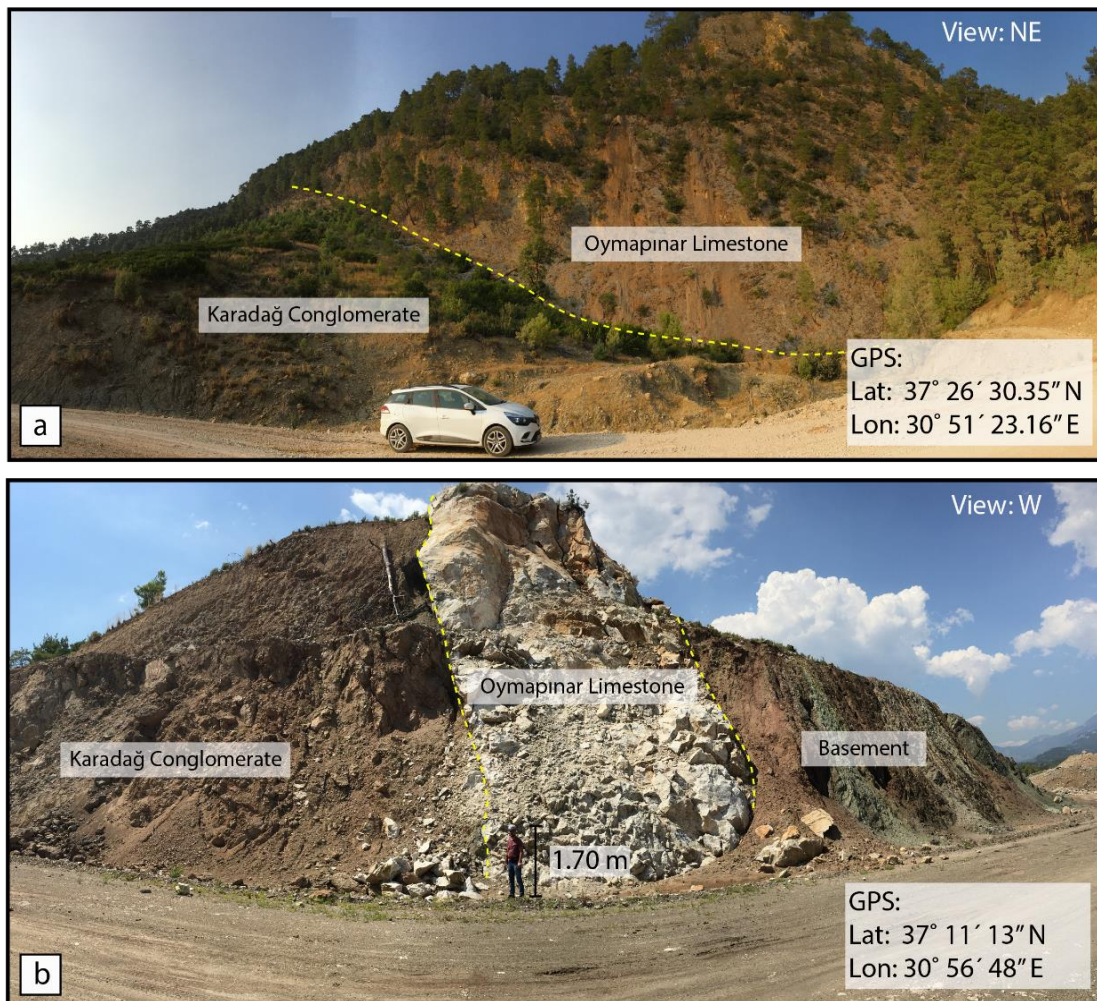 View: NE
Oymapınar Limestone
Karadağ Conglomerate
GPS:
Lat: 37° 26´ 30.35” N
Lon: 30° 51´ 23.16” E
a
View: W
Oymapınar Limestone
Karadağ Conglomerate
Basement
1.70 m
GPS:
Lat: 37° 11´ 13” N
Lon: 30° 56´ 48” E
b